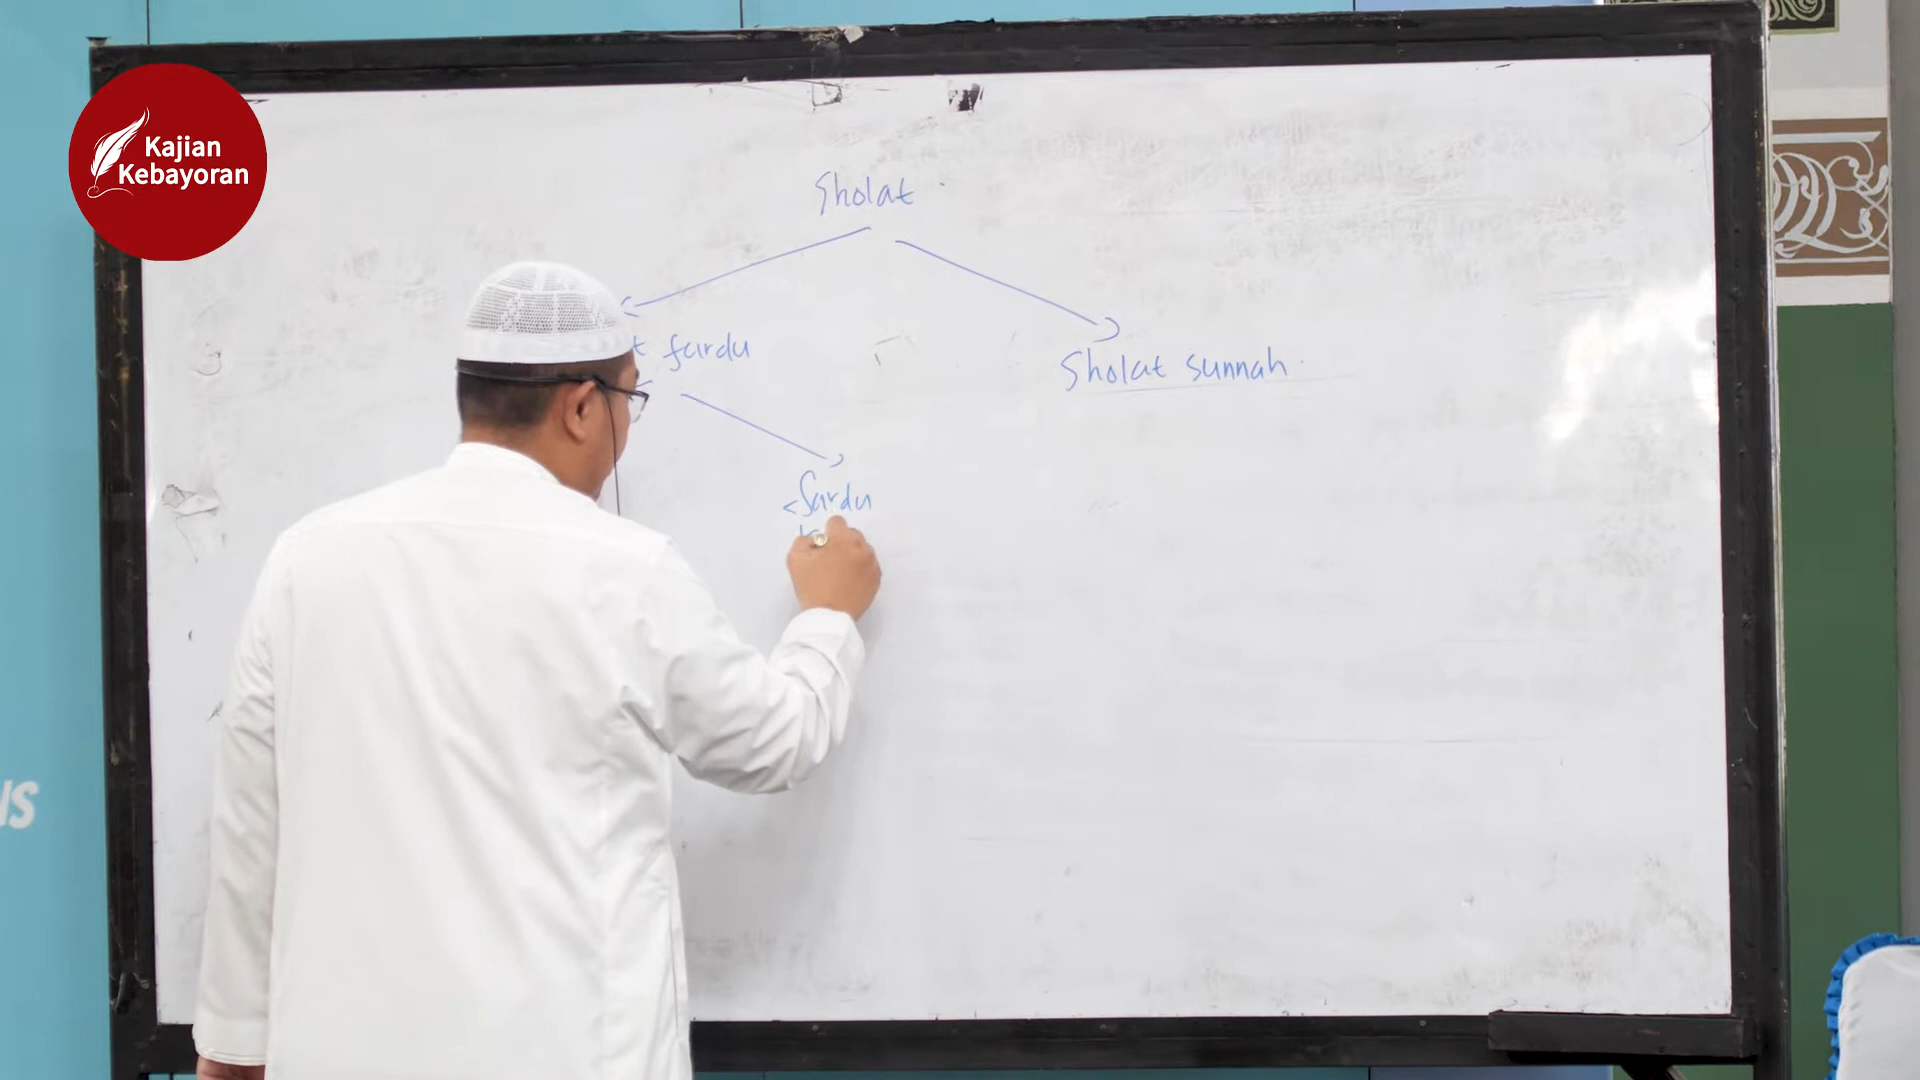 Kajian
Kebayoran
Sholat
fardu
Sholat sunnah
fardu